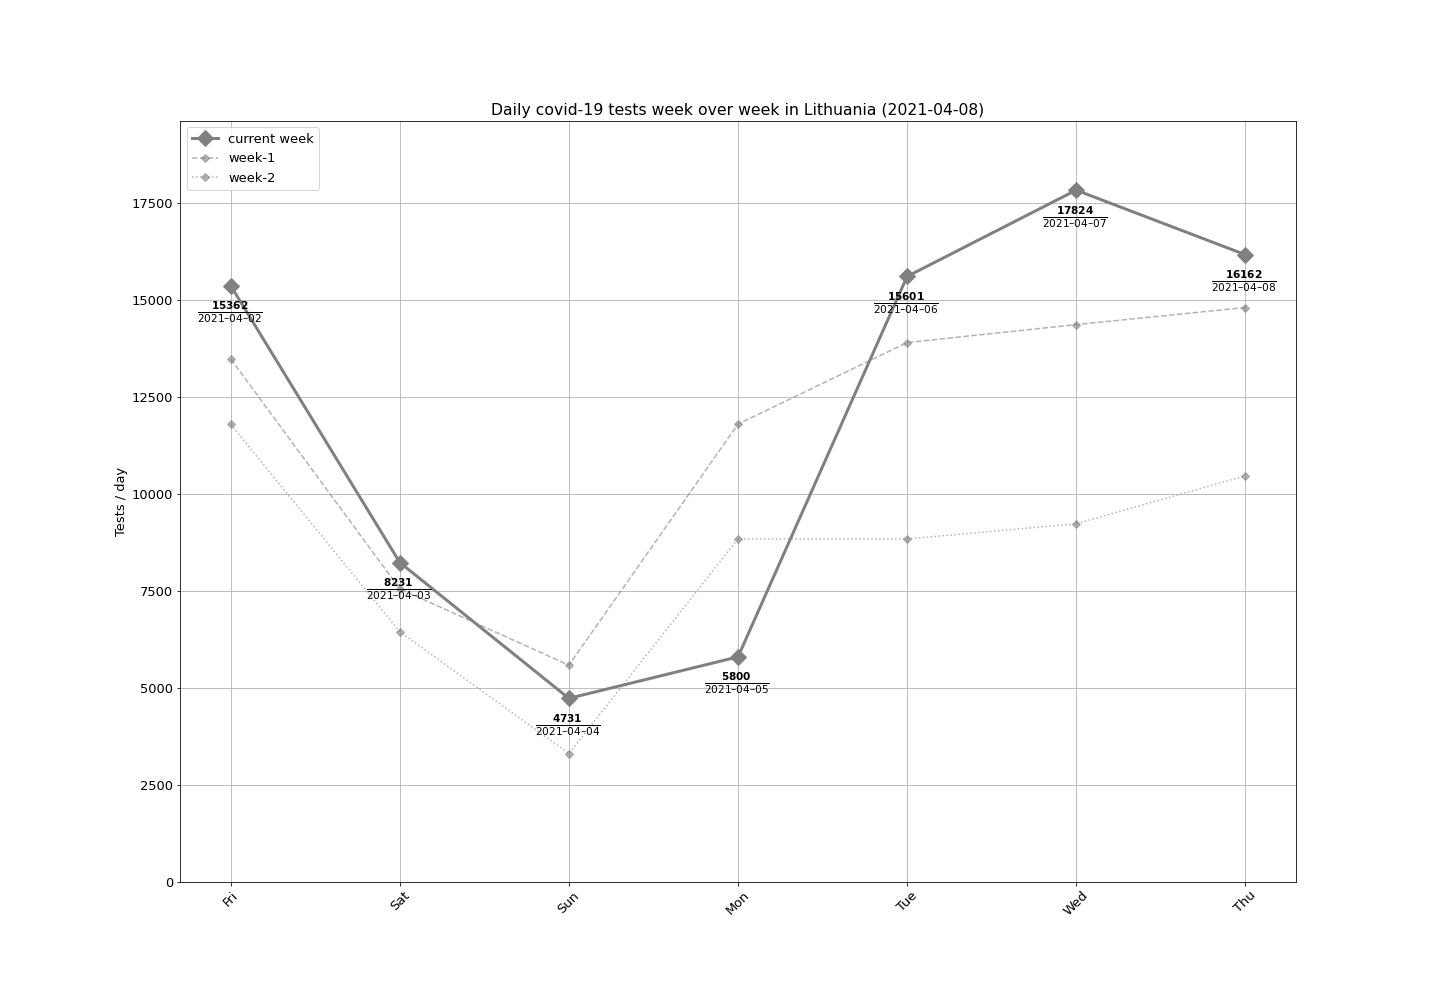 Daily covid-19 tests week over week in Lithuania (2021-04-08)
current week
week-1
week-2
17500
15000
12500
10000
7500
5000
2500
0
Tests / day
15362
2021-04-02
8231
2021-04-03
4731
2021-04-04
5800
2021-04-05
15601
2021-04-06
17824
2021-04-07
16162
2021-04-08
Fri
Sat
Sun
Mon
Tue
Wed
Thu